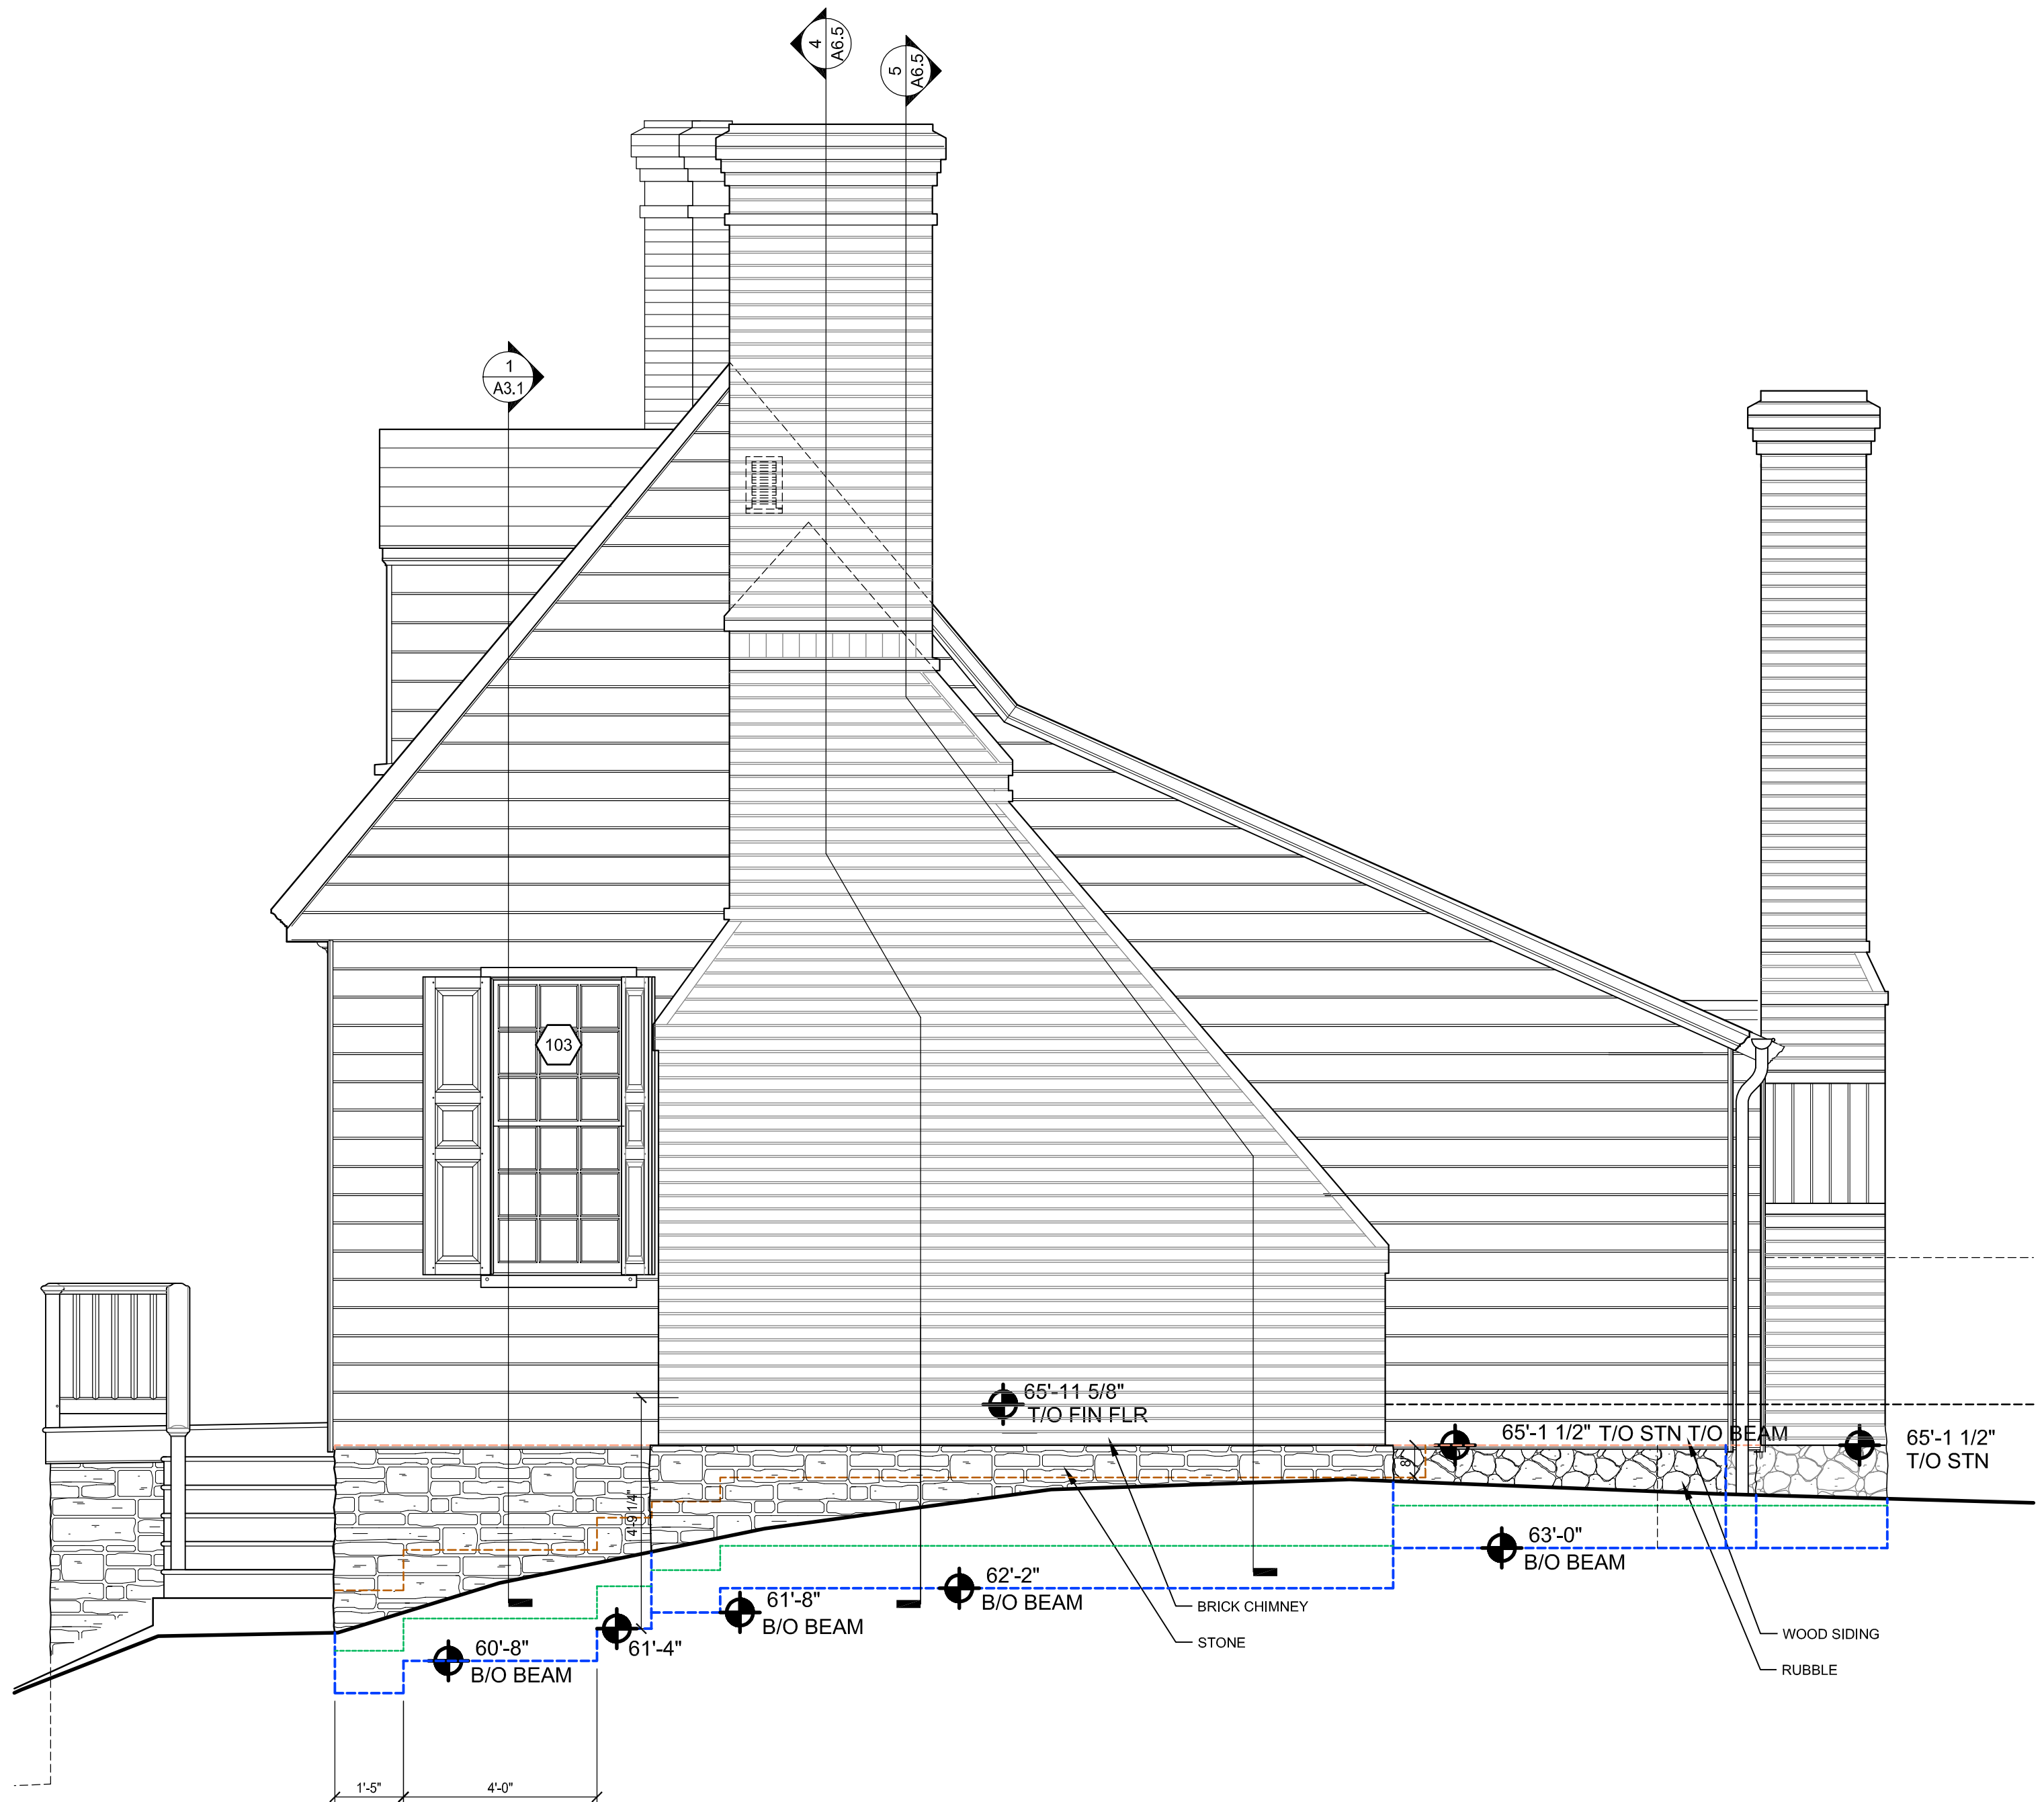 4
A6.5
5
A6.5
1
A3.1
103
65'-11 5/8"
T/O FIN FLR
65'-1 1/2" T/O STN T/O BEAM
65'-1 1/2"
T/O STN
8"
4'-9 1/4"
63'-0"
B/O BEAM
62'-2"
B/O BEAM
61'-8"
B/O BEAM
61'-4"
60'-8"
B/O BEAM
BRICK CHIMNEY
STONE
WOOD SIDING
RUBBLE
1'-5"
4'-0"